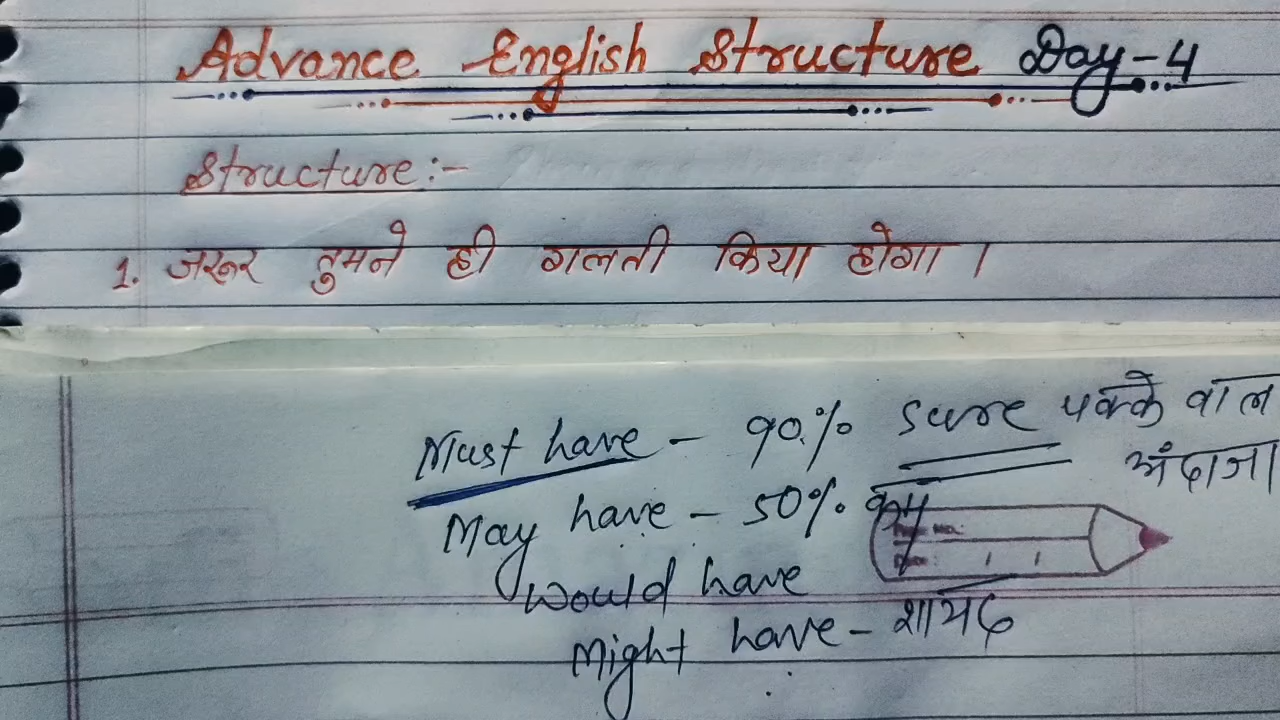 Advance English Structure Day-4
Structure:-
1. जरूर तुमने ही गलती किया होगा ।
Must have - 90% sure पक्के वाल
अंदाजा
May have - 50% कम
would have
Might have - शायद